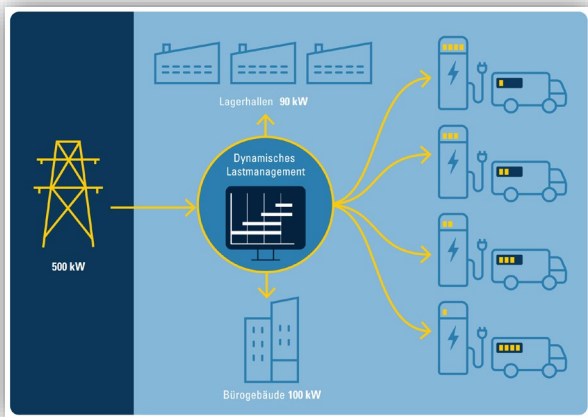 Lagerhallen 90 kW
Dynamisches
Lastmanagement
500 kW
Bürogebäude 100 kW